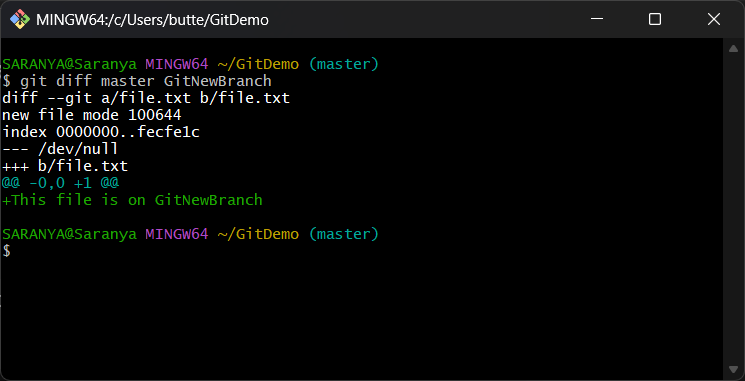 MINGW64:/c/Users/butte/GitDemo
SARANYA@Saranya MINGW64 ~/GitDemo (master)
$ git diff master GitNewBranch
diff --git a/file.txt b/file.txt
new file mode 100644
index 0000000..fecfe1c
--- /dev/null
+++ b/file.txt
@@ -0,0 +1 @@
+This file is on GitNewBranch
SARANYA@Saranya MINGW64 ~/GitDemo (master)
$